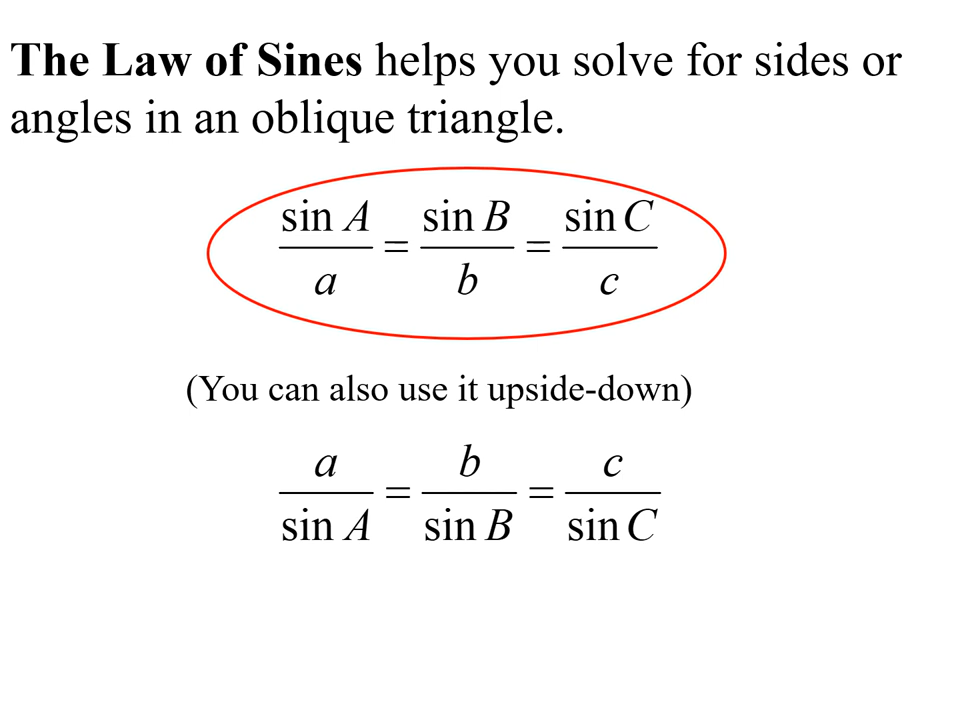 The Law of Sines helps you solve for sides or
angles in an oblique triangle.
sin A / a = sin B / b = sin C / c
(You can also use it upside-down)
a / sin A = b / sin B = c / sin C